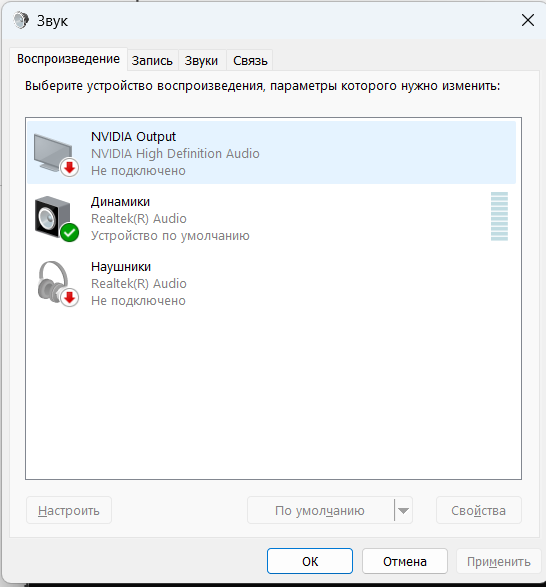 Звук
Воспроизведение Запись Звуки Связь
Выберите устройство воспроизведения, параметры которого нужно изменить:
NVIDIA Output
NVIDIA High Definition Audio
Не подключено
Динамики
Realtek(R) Audio
Устройство по умолчанию
Наушники
Realtek(R) Audio
Не подключено
Настроить По умолчанию Свойства
ОК Отмена Применить